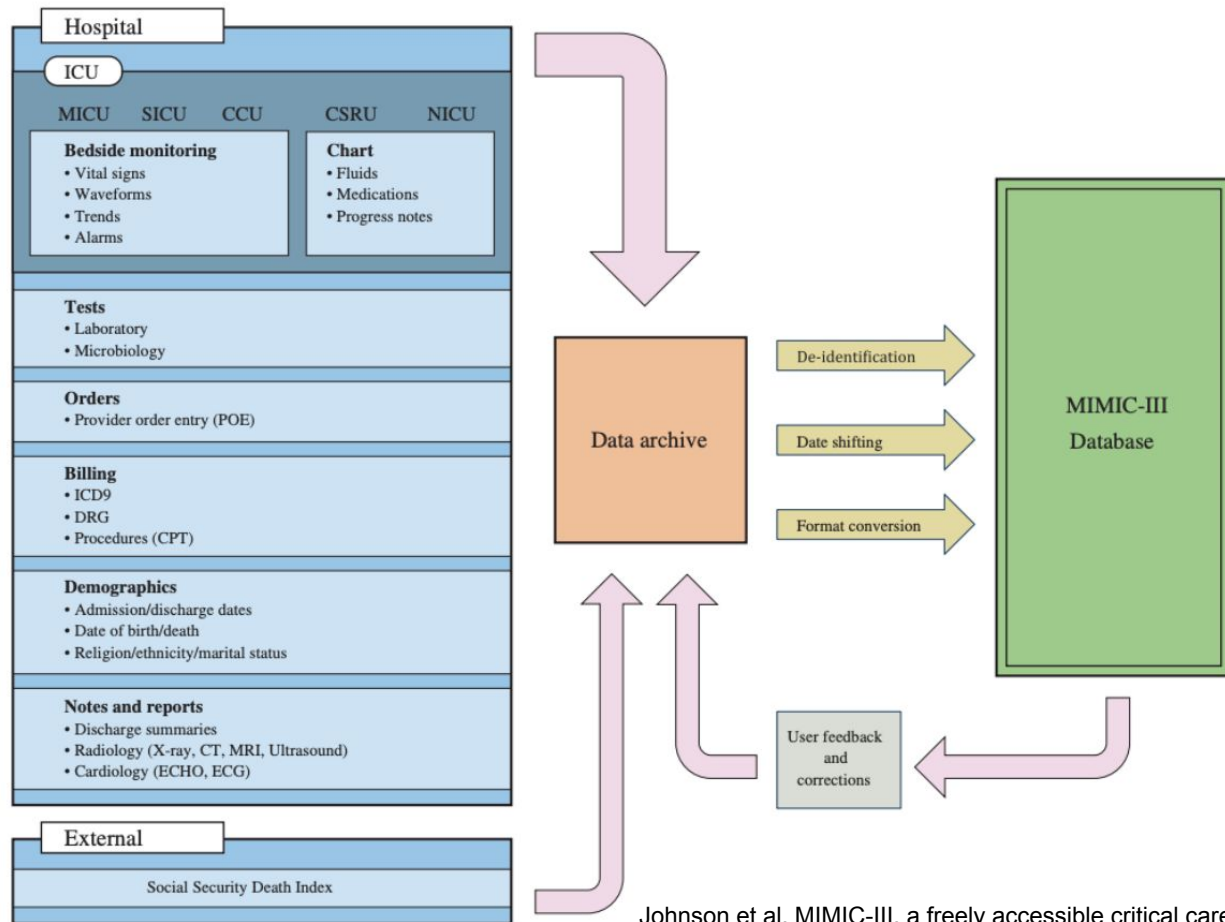 Hospital
ICU
MICU SICU CCU CSRU NICU
Bedside monitoring
• Vital signs
• Waveforms
• Trends
• Alarms
Chart
• Fluids
• Medications
• Progress notes
Tests
• Laboratory
• Microbiology
Orders
• Provider order entry (POE)
Billing
• ICD9
• DRG
• Procedures (CPT)
Demographics
• Admission/discharge dates
• Date of birth/death
• Religion/ethnicity/marital status
Notes and reports
• Discharge summaries
• Radiology (X-ray, CT, MRI, Ultrasound)
• Cardiology (ECHO, ECG)
External
Social Security Death Index
Data archive
De-identification
Date shifting
Format conversion
MIMIC-III
Database
User feedback
and
corrections
Johnson et al. MIMIC-III, a freely accessible critical care